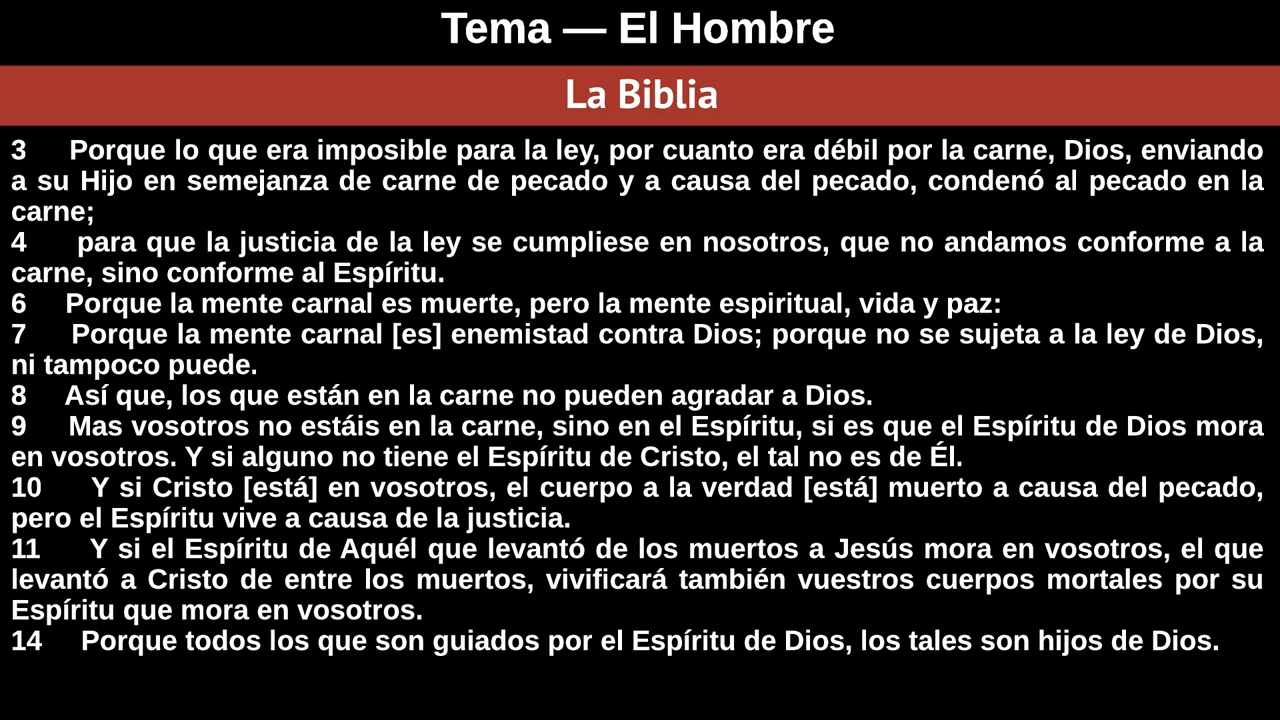 Tema — El Hombre
La Biblia
3 Porque lo que era imposible para la ley, por cuanto era débil por la carne, Dios, enviando
a su Hijo en semejanza de carne de pecado y a causa del pecado, condenó al pecado en la
carne;
4 para que la justicia de la ley se cumpliese en nosotros, que no andamos conforme a la
carne, sino conforme al Espíritu.
6 Porque la mente carnal es muerte, pero la mente espiritual, vida y paz:
7 Porque la mente carnal [es] enemistad contra Dios; porque no se sujeta a la ley de Dios,
ni tampoco puede.
8 Así que, los que están en la carne no pueden agradar a Dios.
9 Mas vosotros no estáis en la carne, sino en el Espíritu, si es que el Espíritu de Dios mora
en vosotros. Y si alguno no tiene el Espíritu de Cristo, el tal no es de Él.
10 Y si Cristo [está] en vosotros, el cuerpo a la verdad [está] muerto a causa del pecado,
pero el Espíritu vive a causa de la justicia.
11 Y si el Espíritu de Aquél que levantó de los muertos a Jesús mora en vosotros, el que
levantó a Cristo de entre los muertos, vivificará también vuestros cuerpos mortales por su
Espíritu que mora en vosotros.
14 Porque todos los que son guiados por el Espíritu de Dios, los tales son hijos de Dios.